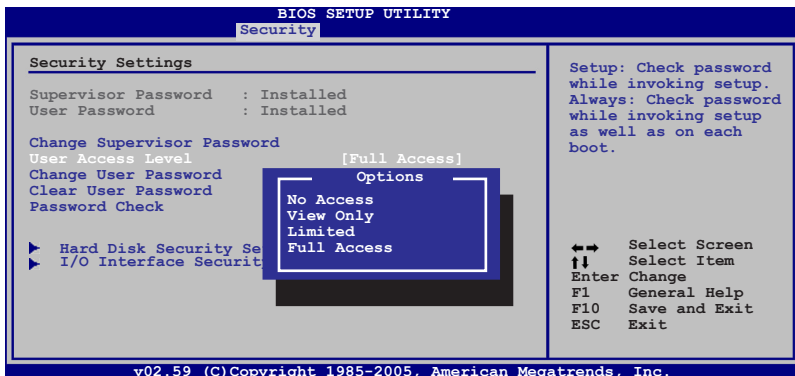 BIOS SETUP UTILITY
Security
Security Settings
Supervisor Password : Installed
User Password : Installed
Change Supervisor Password
User Access Level [Full Access]
Change User Password
Clear User Password
Password Check
Hard Disk Security Se
I/O Interface Security
Options
No Access
View Only
Limited
Full Access
Setup: Check password
while invoking setup.
Always: Check password
while invoking setup
as well as on each
boot.
Select Screen
Select Item
Enter Change
F1 General Help
F10 Save and Exit
ESC Exit
v02.59 (C)Copyright 1985-2005, American Megatrends, Inc.